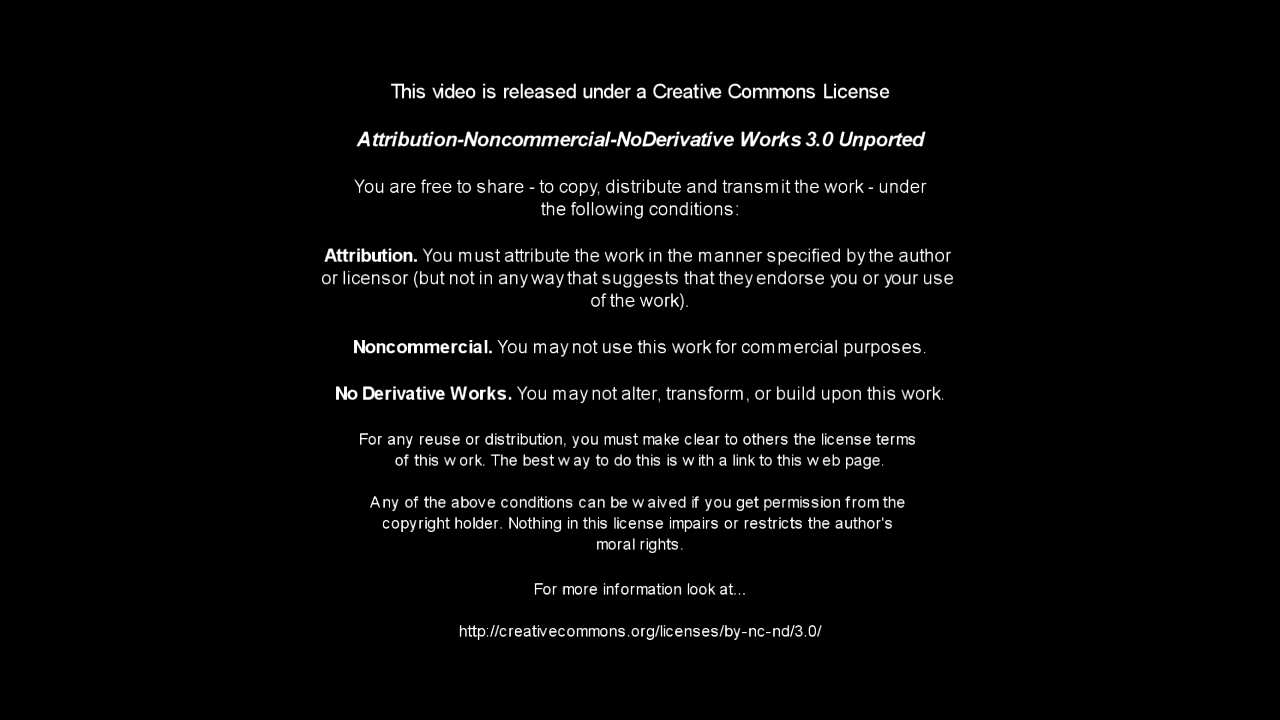 This video is released under a Creative Commons License
Attribution-Noncommercial-NoDerivative Works 3.0 Unported
You are free to share - to copy, distribute and transmit the work - under
the following conditions:
Attribution. You must attribute the work in the manner specified by the author
or licensor (but not in any way that suggests that they endorse you or your use
of the work).
Noncommercial. You may not use this work for commercial purposes.
No Derivative Works. You may not alter, transform, or build upon this work.
For any reuse or distribution, you must make clear to others the license terms
of this work. The best way to do this is with a link to this web page.
Any of the above conditions can be waived if you get permission from the
copyright holder. Nothing in this license impairs or restricts the author's
moral rights.
For more information look at...
http://creativecommons.org/licenses/by-nc-nd/3.0/